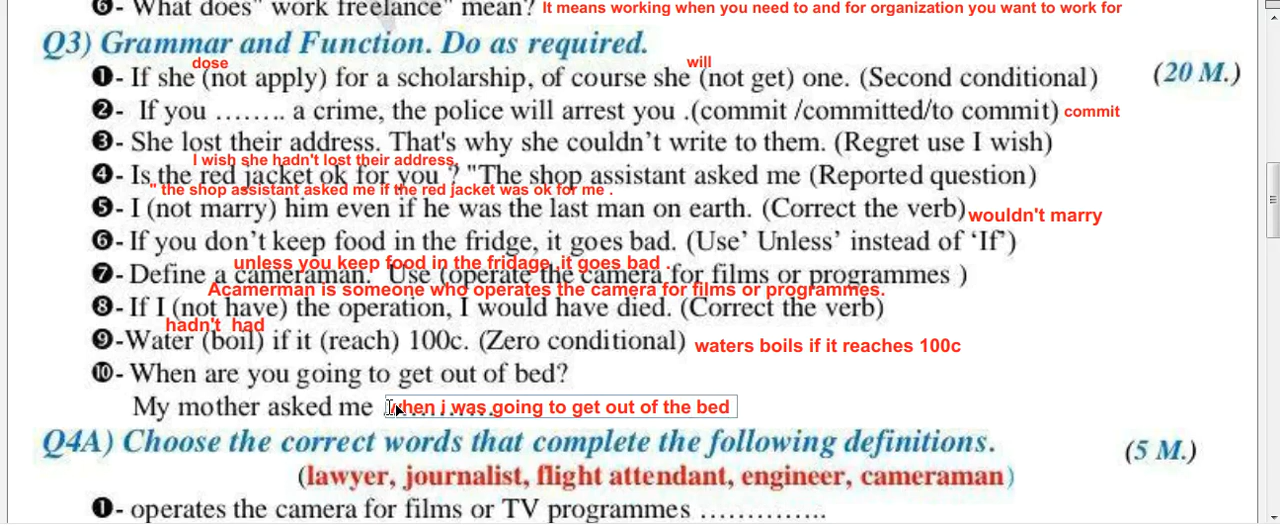 ❻- What does" work freelance" mean? It means working when you need to and for organization you want to work for
Q3) Grammar and Function. Do as required.
dose will
❶- If she (not apply) for a scholarship, of course she (not get) one. (Second conditional) (20 M.)
❷- If you ........ a crime, the police will arrest you .(commit /committed/to commit) commit
❸- She lost their address. That's why she couldn't write to them. (Regret use I wish)
I wish she hadn't lost their address.
❹- Is the red jacket ok for you ? "The shop assistant asked me (Reported question)
" the shop assistant asked me if the red jacket was ok for me .
❺- I (not marry) him even if he was the last man on earth. (Correct the verb) wouldn't marry
❻- If you don't keep food in the fridge, it goes bad. (Use' Unless' instead of 'If')
unless you keep food in the fridage ,it goes bad .
❼- Define a cameraman. Use (operate the camera for films or programmes )
Acamerman is someone who operates the camera for films or programmes.
❽- If I (not have) the operation, I would have died. (Correct the verb)
hadn't had
❾-Water (boil) if it (reach) 100c. (Zero conditional) waters boils if it reaches 100c
❿- When are you going to get out of bed?
My mother asked me ............ when i was going to get out of the bed
Q4A) Choose the correct words that complete the following definitions. (5 M.)
(lawyer, journalist, flight attendant, engineer, cameraman)
❶- operates the camera for films or TV programmes ..............